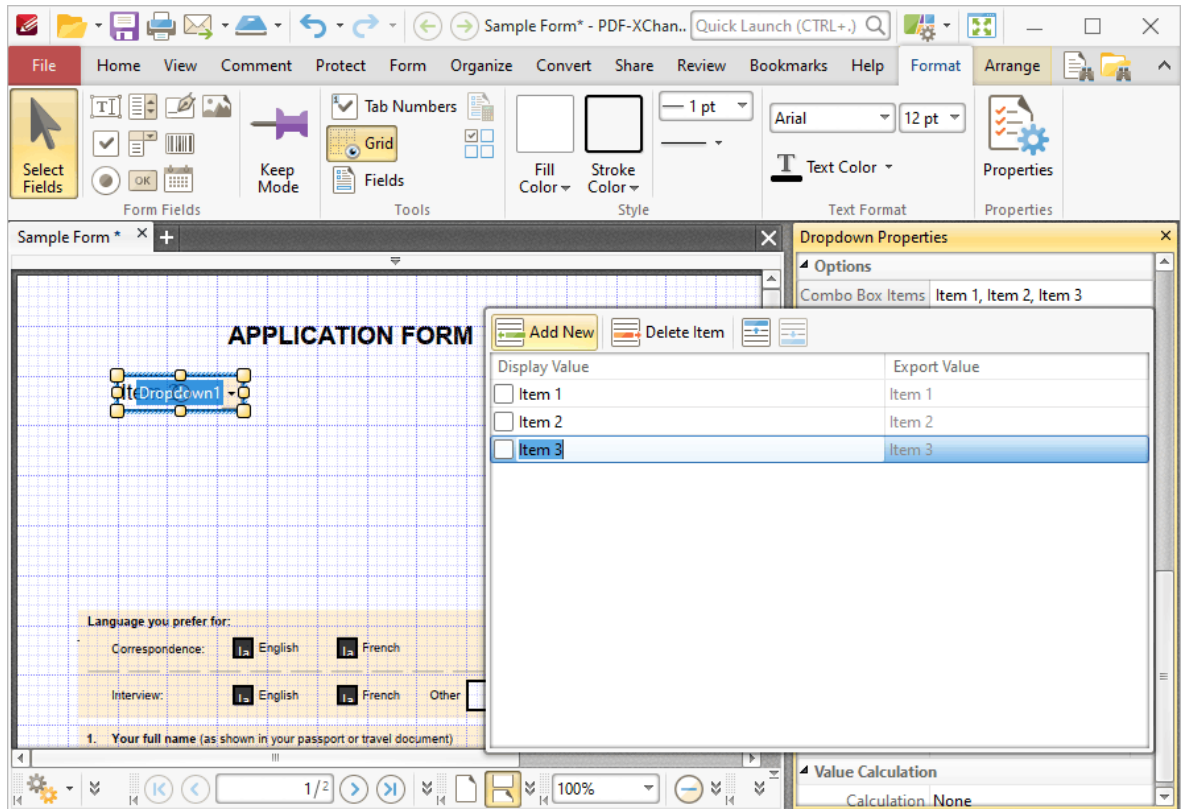 Sample Form* - PDF-XChan.. Quick Launch (CTRL+.)
File Home View Comment Protect Form Organize Convert Share Review Bookmarks Help Format Arrange
Select Fields
OK
Form Fields
Keep Mode
Tab Numbers
Grid
Fields
Tools
Fill Color
Stroke Color
1 pt
Style
Arial 12 pt
T Text Color
Text Format
Properties
Properties
Sample Form *
Dropdown Properties
Options
Combo Box Items Item 1, Item 2, Item 3
APPLICATION FORM
Dropdown1
Add New Delete Item
Display Value Export Value
Item 1 Item 1
Item 2 Item 2
Item 3 Item 3
Language you prefer for:
Correspondence: English French
Interview: English French Other
1. Your full name (as shown in your passport or travel document)
1/2
100%
Value Calculation
Calculation None